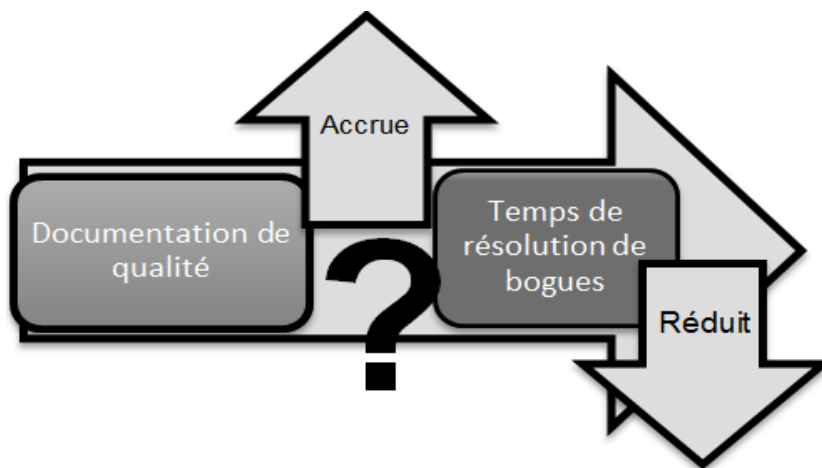 Accrue
Documentation de
qualité
?
Temps de
résolution de
bogues
Réduit